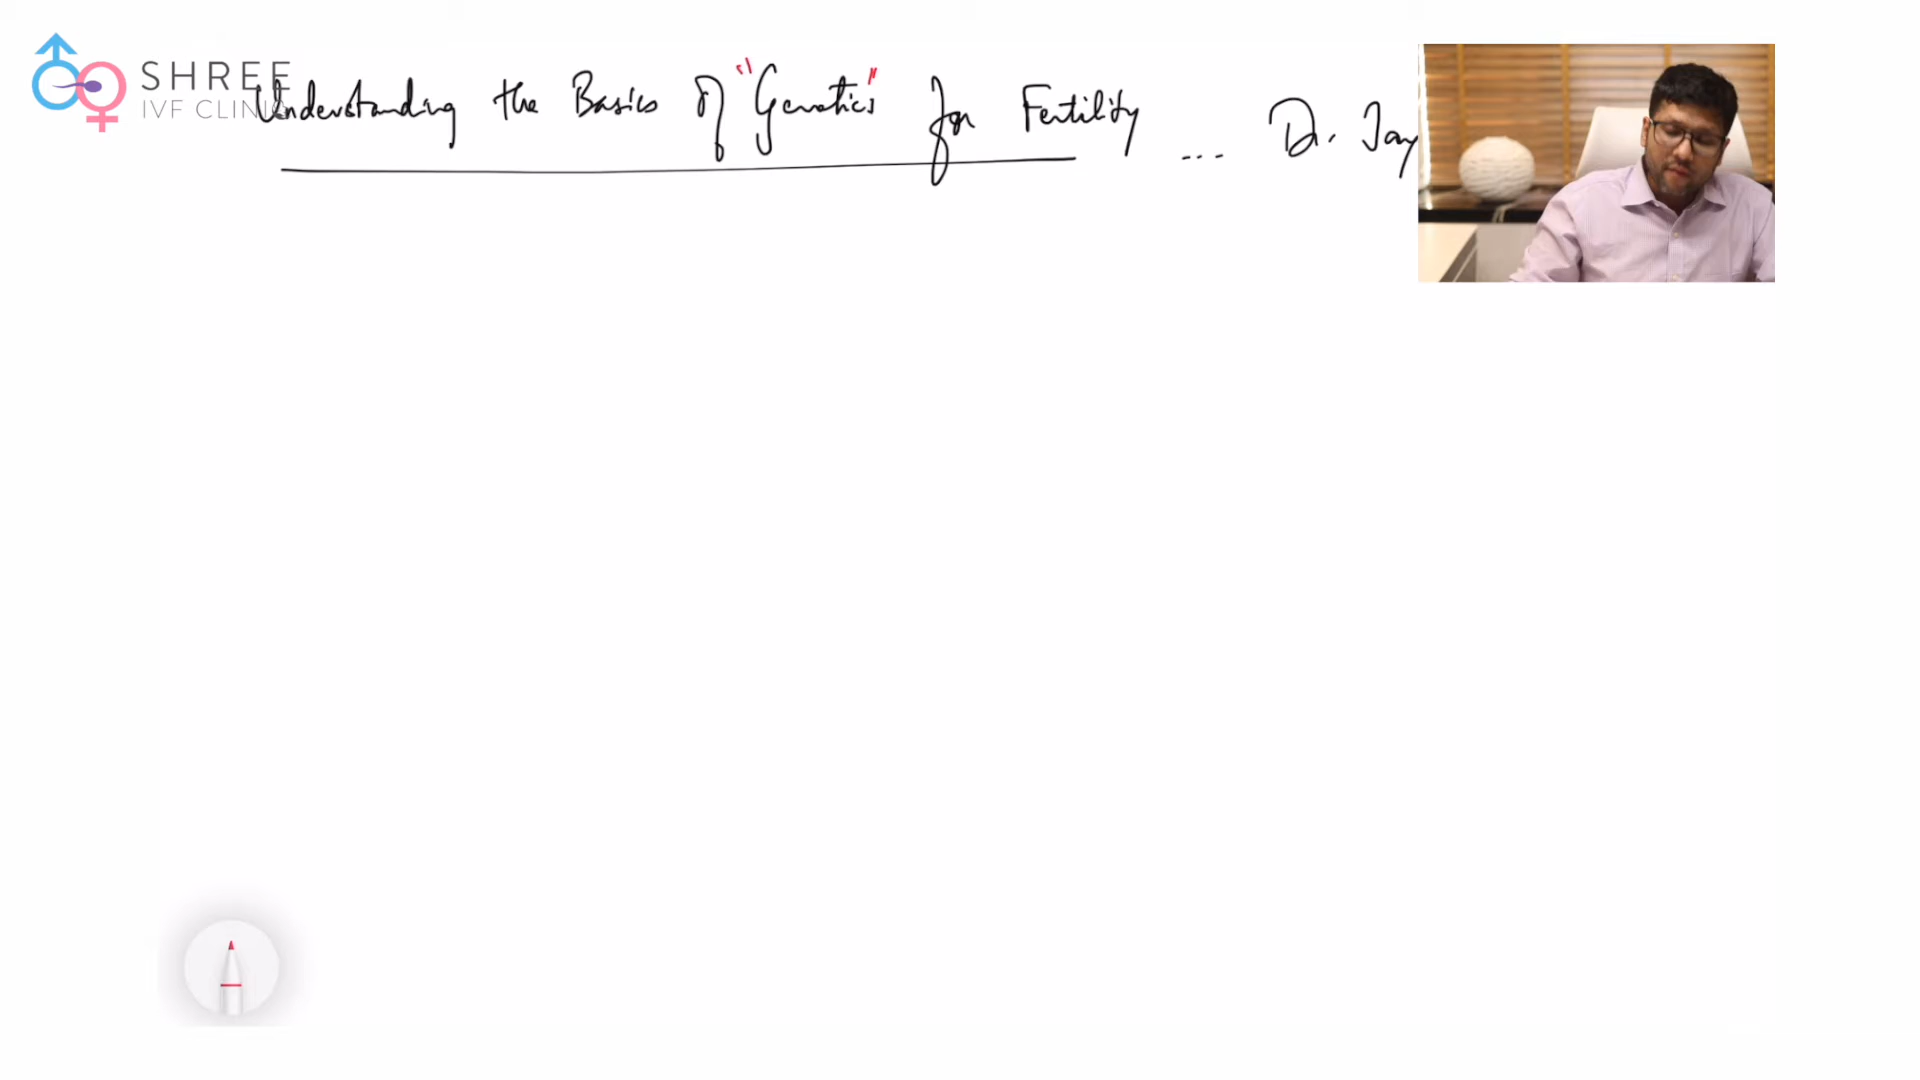 SHREE
IVF CLINIC
Understanding the Basics of "Genetics" for Fertility ... Dr. Jay